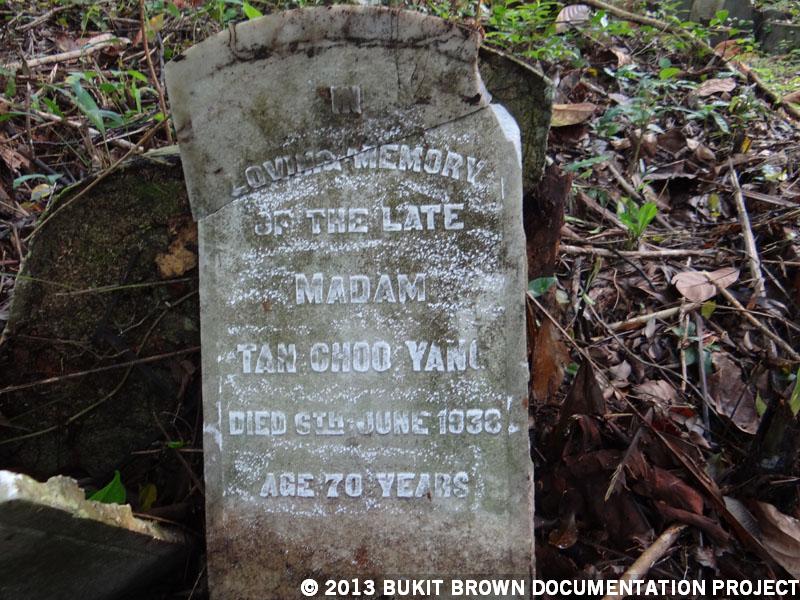 IN
LOVING MEMORY
OF THE LATE
MADAM
TAN CHOO YANG
DIED 6TH JUNE 1938
AGE 70 YEARS
© 2013 BUKIT BROWN DOCUMENTATION PROJECT